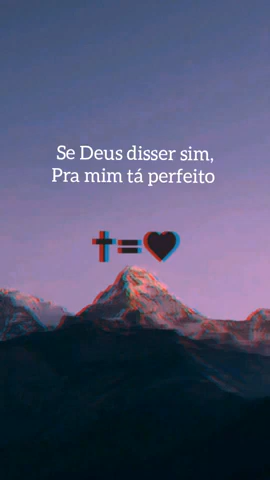 Se Deus disser sim,
Pra mim tá perfeito
✝=♥